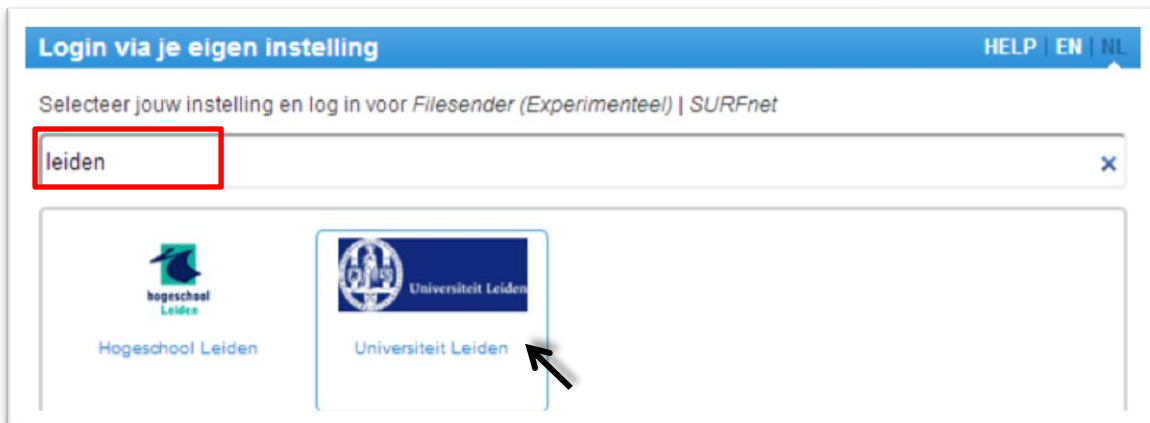 Login via je eigen instelling HELP | EN | NL
Selecteer jouw instelling en log in voor Filesender (Experimenteel) | SURFnet
leiden
hogeschool
Leiden
Universiteit Leiden
Hogeschool Leiden
Universiteit Leiden